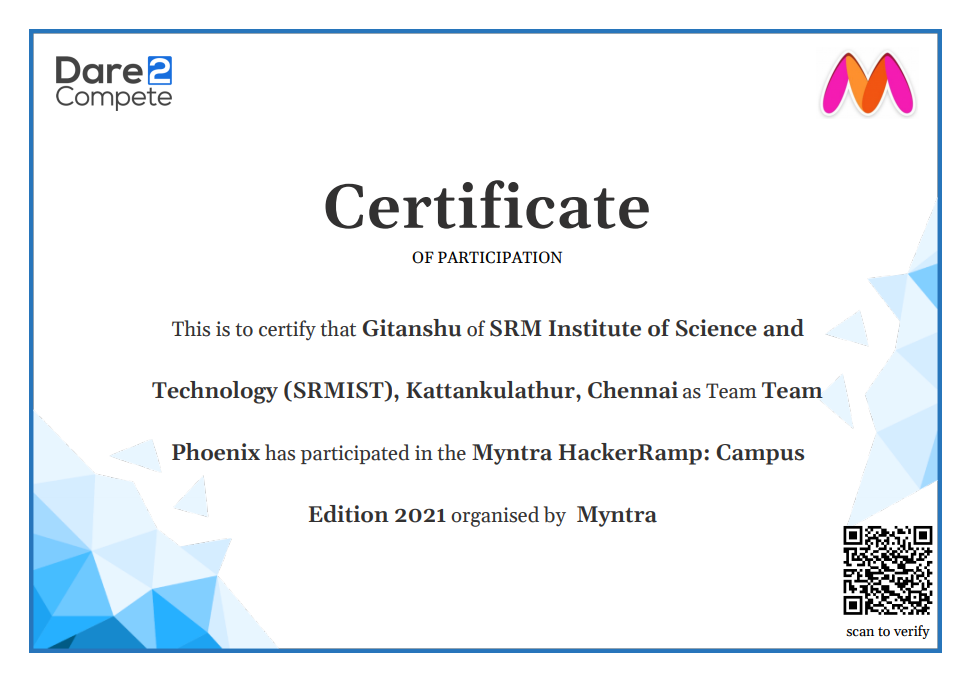 Dare2
Compete
Certificate
OF PARTICIPATION
This is to certify that Gitanshu of SRM Institute of Science and
Technology (SRMIST), Kattankulathur, Chennai as Team Team
Phoenix has participated in the Myntra HackerRamp: Campus
Edition 2021 organised by Myntra
scan to verify